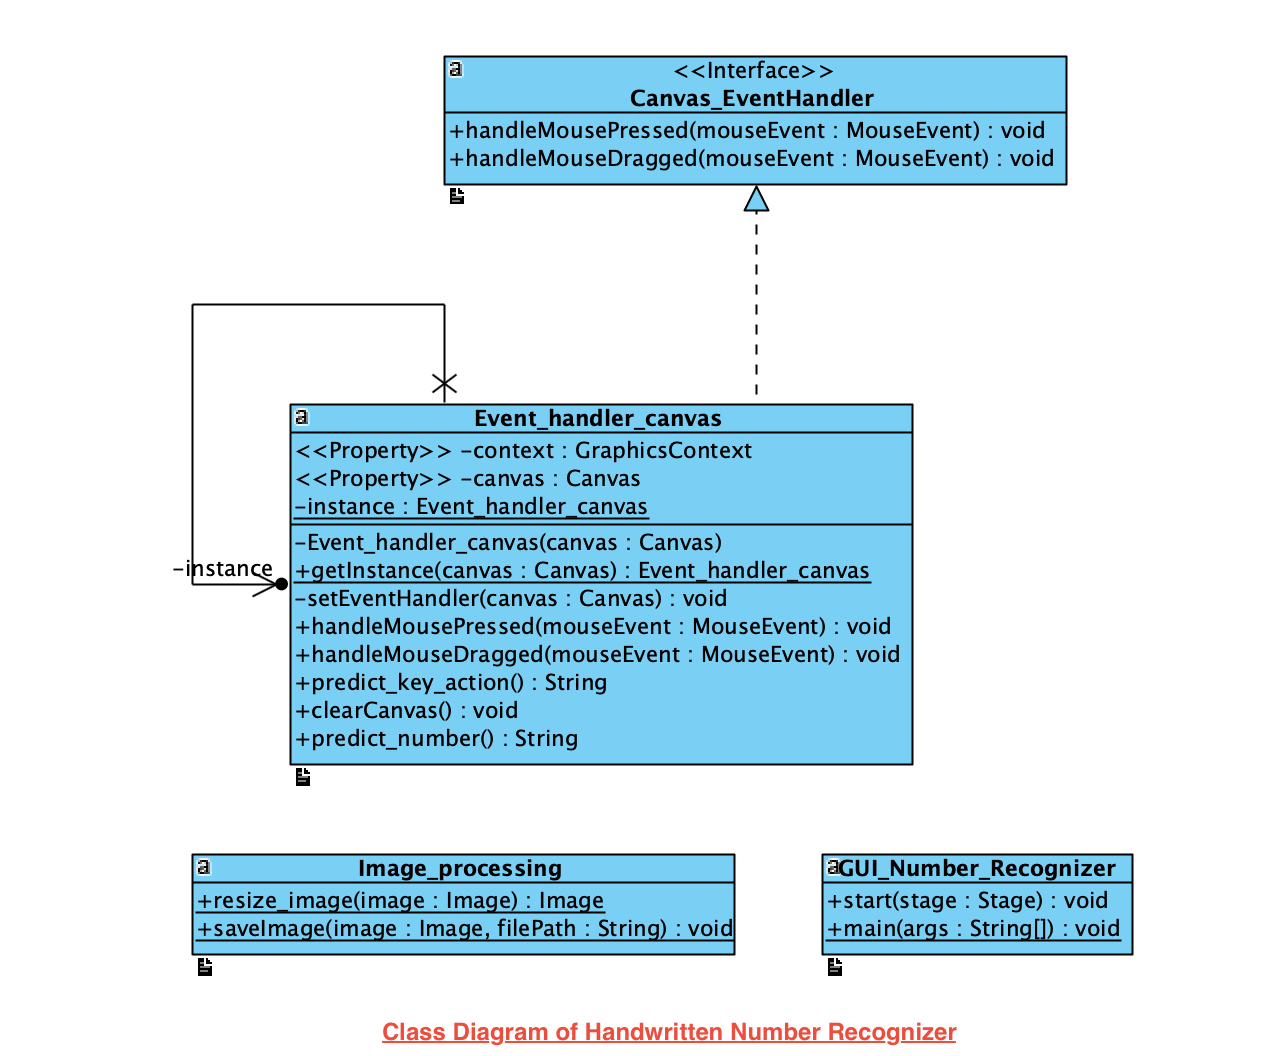 a
<<Interface>>
Canvas_EventHandler
+handleMousePressed(mouseEvent : MouseEvent) : void
+handleMouseDragged(mouseEvent : MouseEvent) : void
a
Event_handler_canvas
<<Property>> -context : GraphicsContext
<<Property>> -canvas : Canvas
-instance : Event_handler_canvas
-Event_handler_canvas(canvas : Canvas)
-instance
+getInstance(canvas : Canvas) : Event_handler_canvas
-setEventHandler(canvas : Canvas) : void
+handleMousePressed(mouseEvent : MouseEvent) : void
+handleMouseDragged(mouseEvent : MouseEvent) : void
+predict_key_action() : String
+clearCanvas() : void
+predict_number() : String
a
Image_processing
+resize_image(image : Image) : Image
+saveImage(image : Image, filePath : String) : void
a
GUI_Number_Recognizer
+start(stage : Stage) : void
+main(args : String[]) : void
Class Diagram of Handwritten Number Recognizer